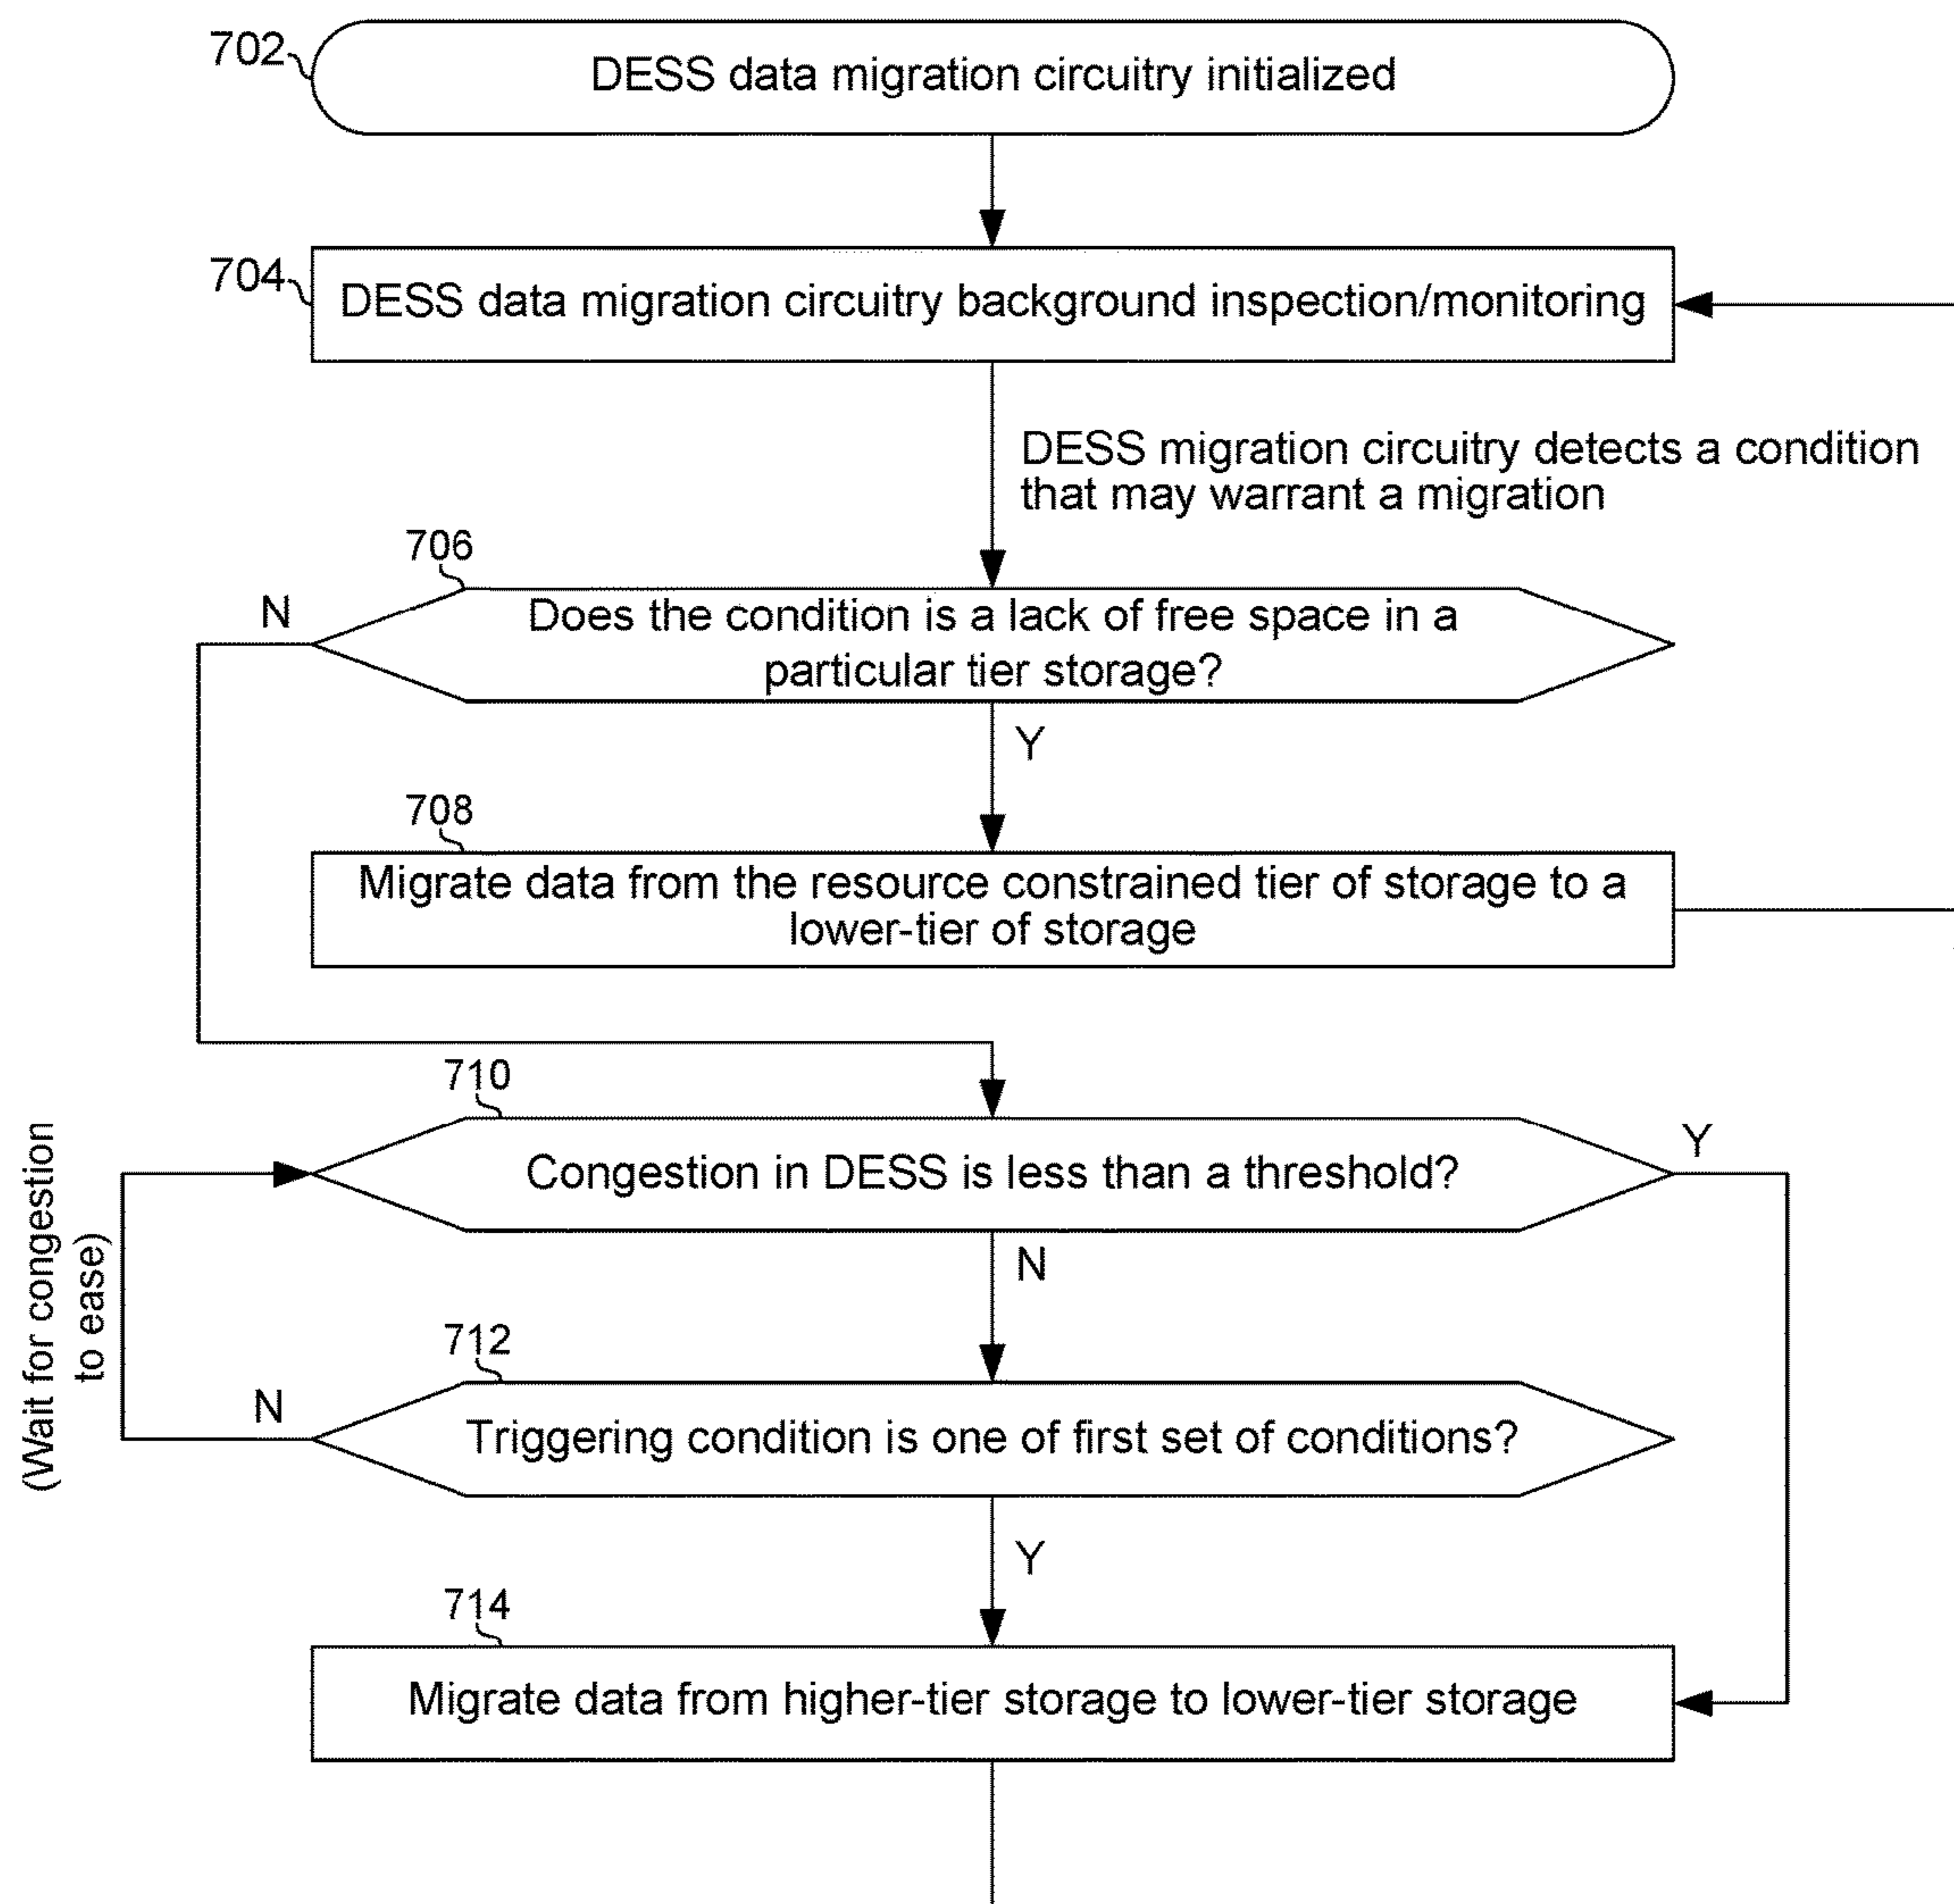 702
DESS data migration circuitry initialized
704
DESS data migration circuitry background inspection/monitoring
DESS migration circuitry detects a condition
that may warrant a migration
706
N
Does the condition is a lack of free space in a
particular tier storage?
Y
708
Migrate data from the resource constrained tier of storage to a
lower-tier of storage
710
Y
Congestion in DESS is less than a threshold?
(Wait for congestion
to ease)
N
712
N
Triggering condition is one of first set of conditions?
Y
714
Migrate data from higher-tier storage to lower-tier storage